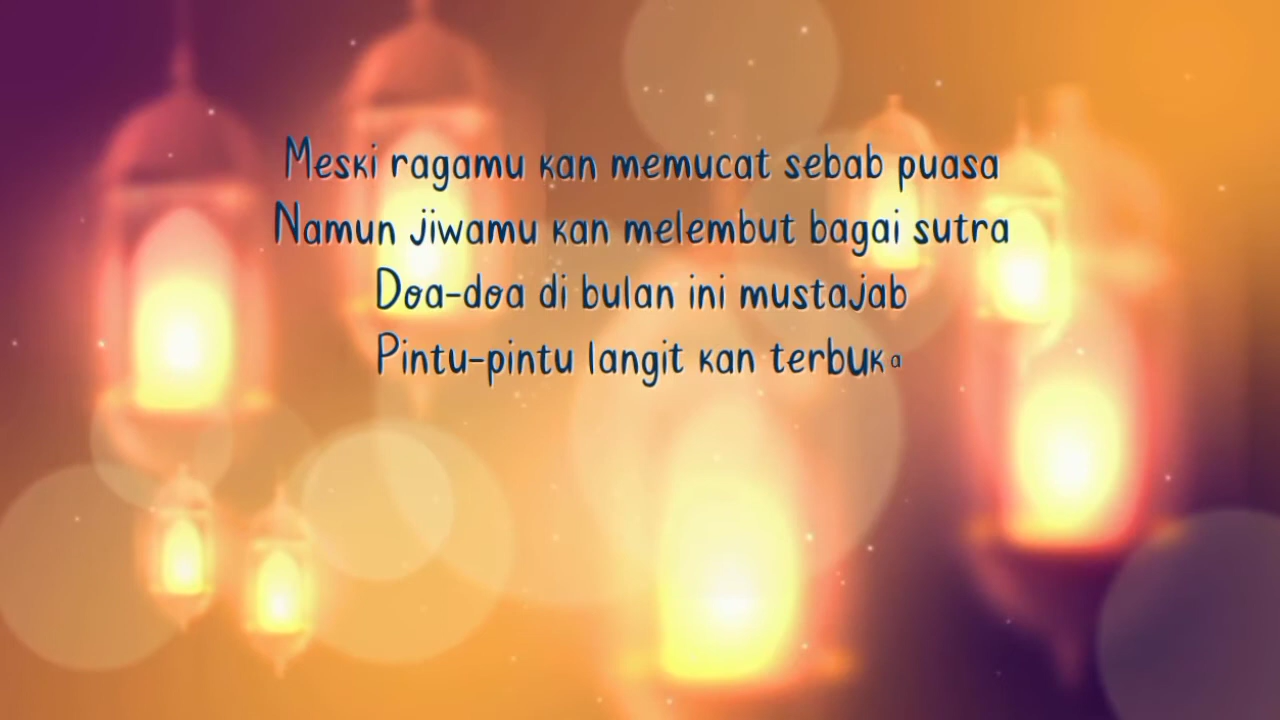 Meski ragamu kan memucat sebab puasa
Namun jiwamu kan melembut bagai sutra
Doa-doa di bulan ini mustajab
Pintu-pintu langit kan terbuka